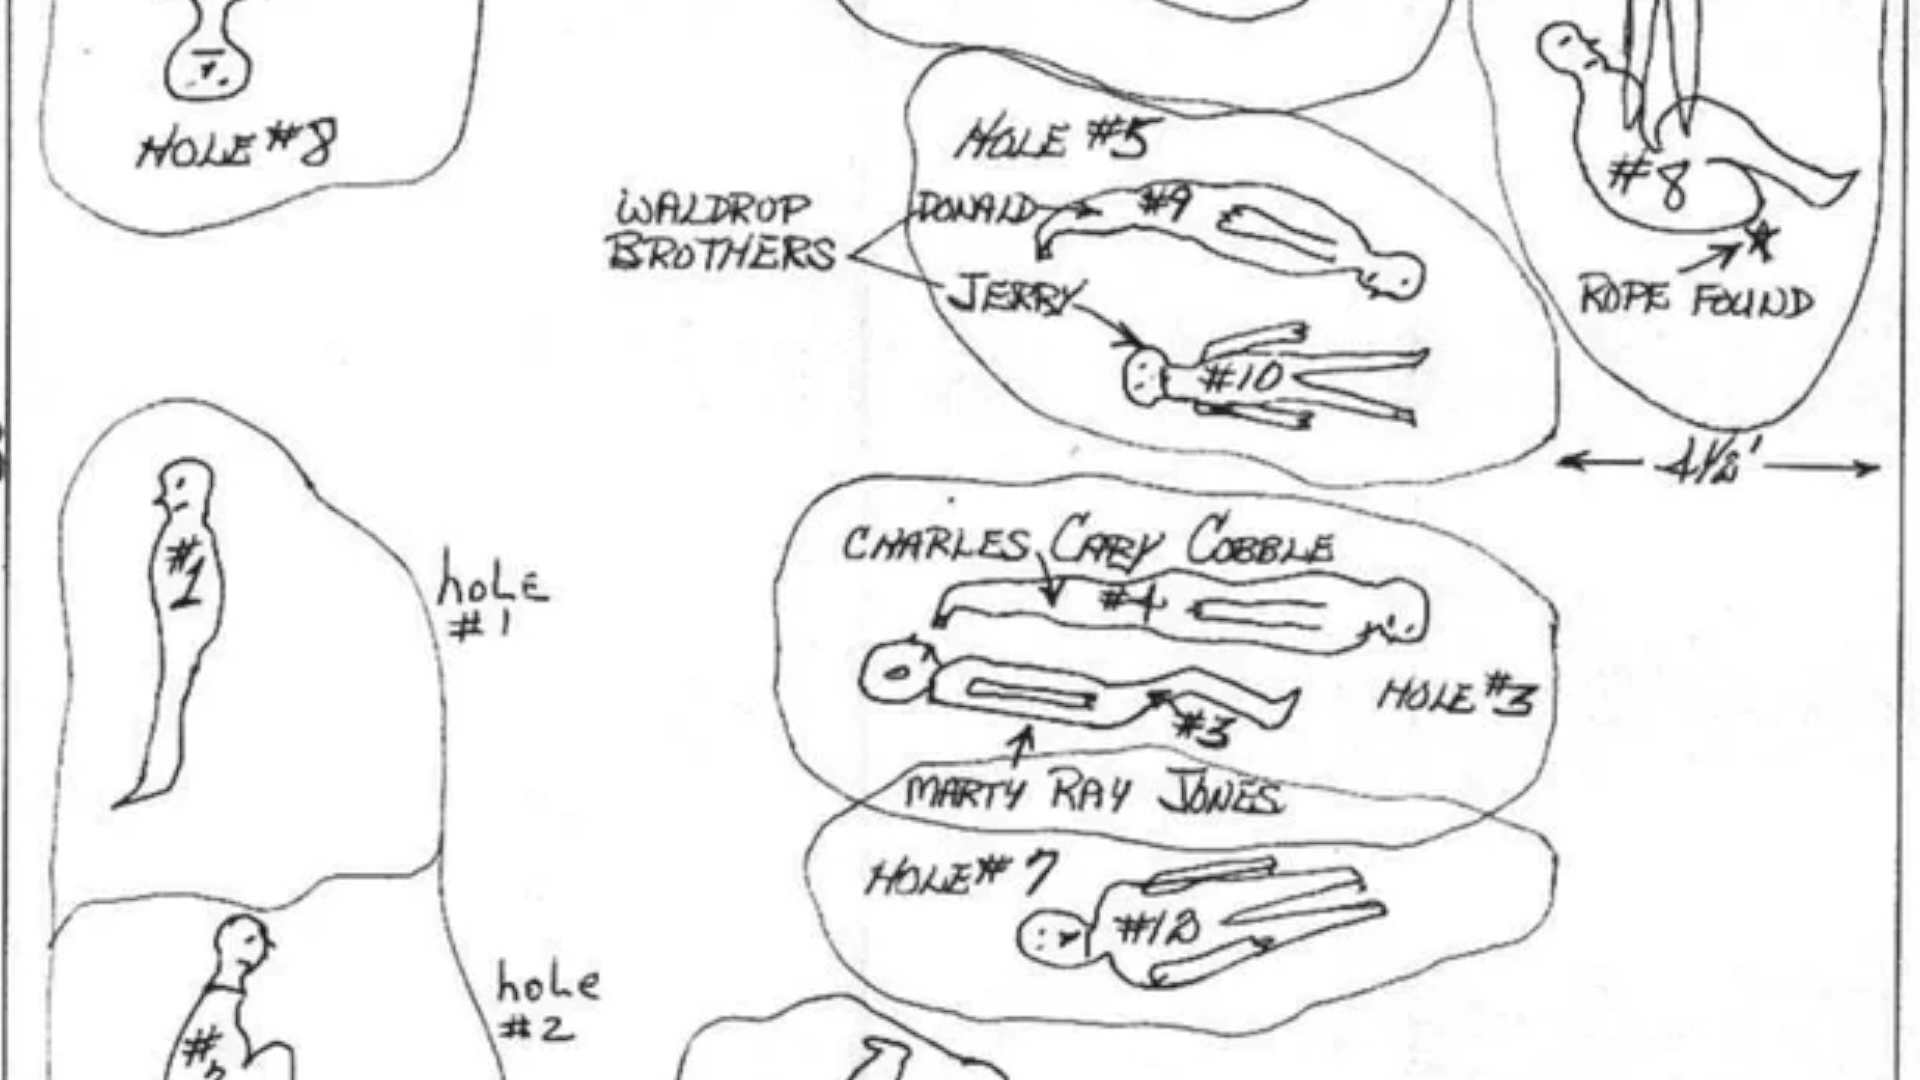 HOLE #8
HOLE #5
WALDROP
BROTHERS
DONALD
#9
JERRY
#10
#8
ROPE FOUND
4½'
#1
hole
#1
CHARLES CARY COBBLE
#4
#3
HOLE #3
MARTY RAY JONES
HOLE #7
#12
hole
#2
#2